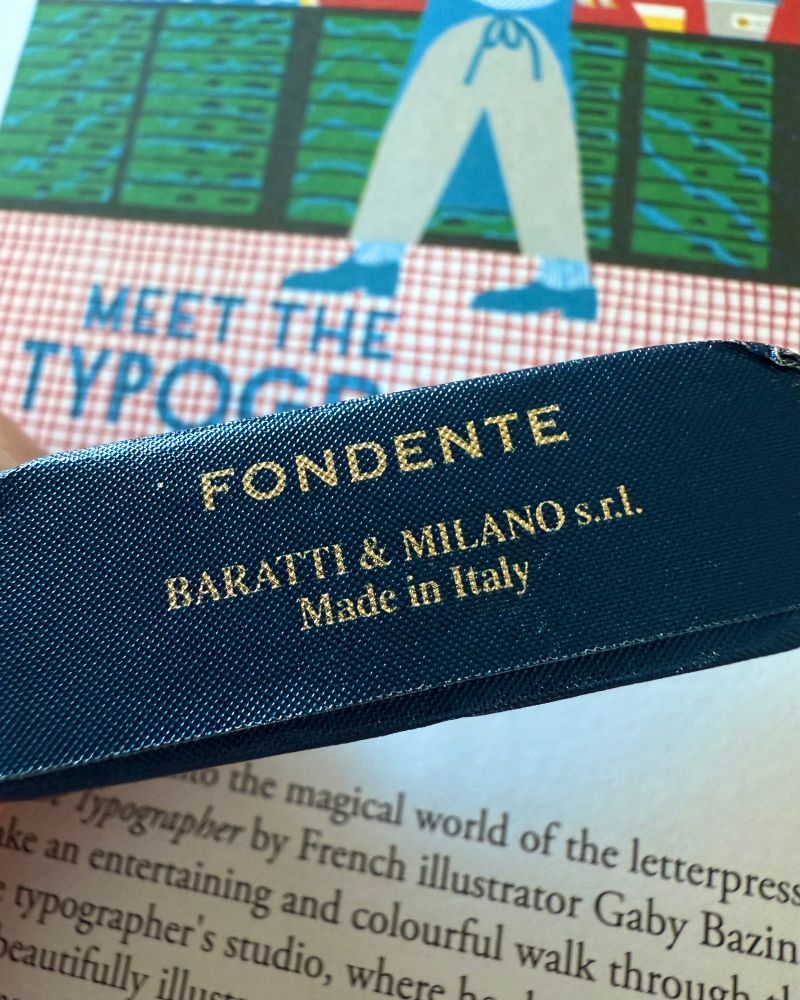 MEET THE
FONDENTE
BARATTI & MILANO s.r.l.
Made in Italy
the magical world of the letterpress
Typographer by French illustrator Gaby Bazin
an entertaining and colourful walk through
typographer's studio, where
beautifully